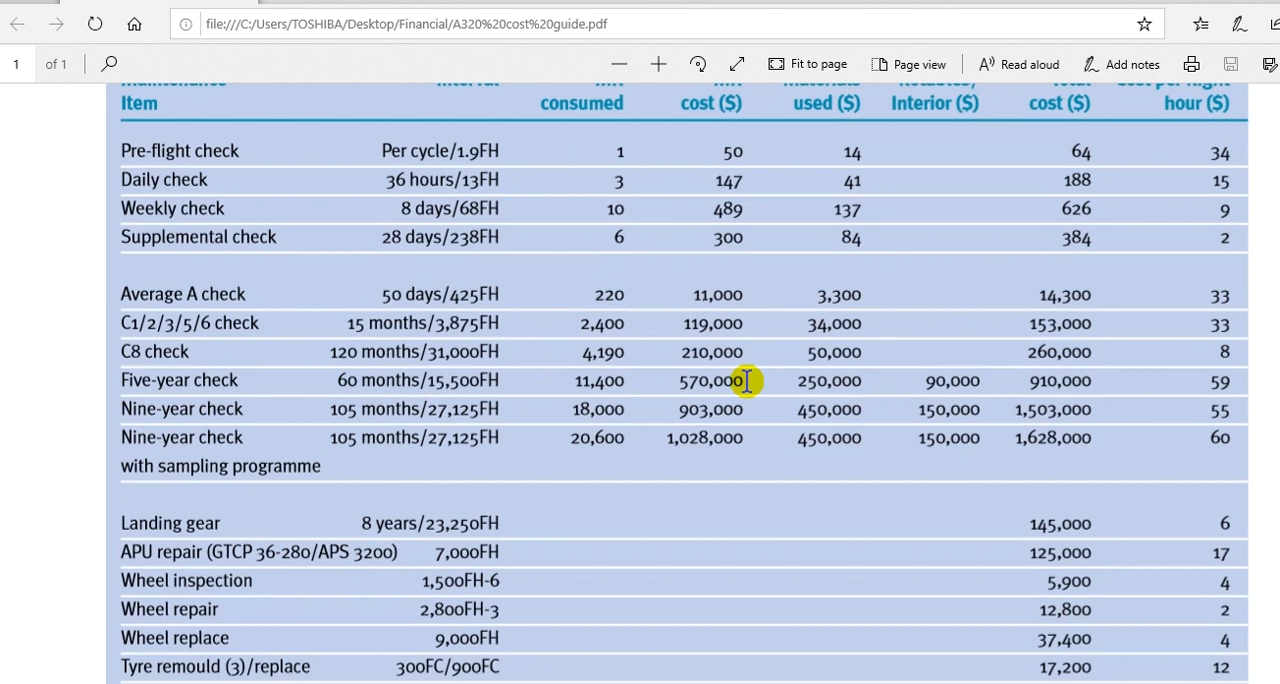 file:///C:/Users/TOSHIBA/Desktop/Financial/A320%20cost%20guide.pdf
1 of 1 Fit to page Page view Read aloud Add notes
Item consumed cost ($) used ($) Interior ($) cost ($) hour ($)
Pre-flight check Per cycle/1.9FH 1 50 14 64 34
Daily check 36 hours/13FH 3 147 41 188 15
Weekly check 8 days/68FH 10 489 137 626 9
Supplemental check 28 days/238FH 6 300 84 384 2
Average A check 50 days/425FH 220 11,000 3,300 14,300 33
C1/2/3/5/6 check 15 months/3,875FH 2,400 119,000 34,000 153,000 33
C8 check 120 months/31,000FH 4,190 210,000 50,000 260,000 8
Five-year check 60 months/15,500FH 11,400 570,000 250,000 90,000 910,000 59
Nine-year check 105 months/27,125FH 18,000 903,000 450,000 150,000 1,503,000 55
Nine-year check 105 months/27,125FH 20,600 1,028,000 450,000 150,000 1,628,000 60
with sampling programme
Landing gear 8 years/23,250FH 145,000 6
APU repair (GTCP 36-280/APS 3200) 7,000FH 125,000 17
Wheel inspection 1,500FH-6 5,900 4
Wheel repair 2,800FH-3 12,800 2
Wheel replace 9,000FH 37,400 4
Tyre remould (3)/replace 300FC/900FC 17,200 12